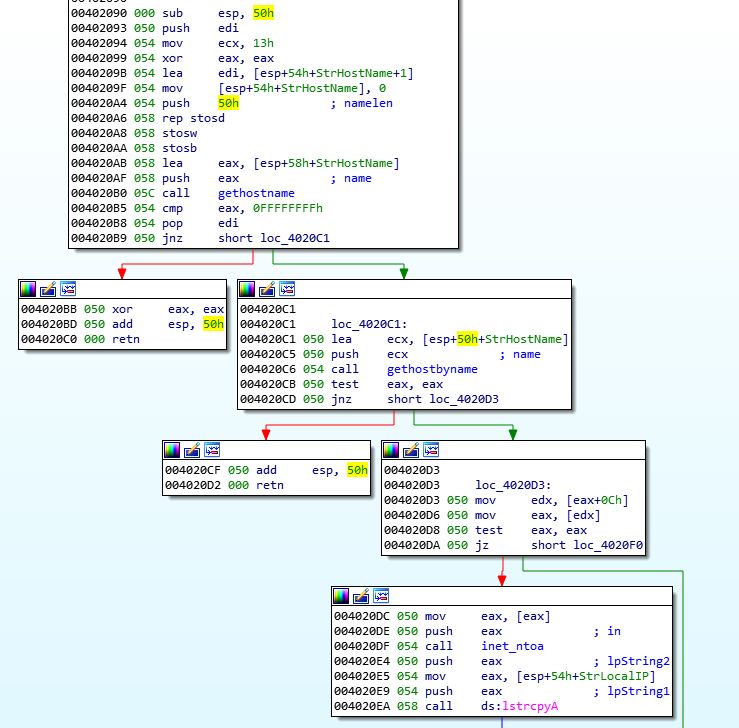 00402090 000 sub esp, 50h
00402093 050 push edi
00402094 054 mov ecx, 13h
00402099 054 xor eax, eax
0040209B 054 lea edi, [esp+54h+StrHostName+1]
0040209F 054 mov [esp+54h+StrHostName], 0
004020A4 054 push 50h ; namelen
004020A6 058 rep stosd
004020A8 058 stosw
004020AA 058 stosb
004020AB 058 lea eax, [esp+58h+StrHostName]
004020AF 058 push eax ; name
004020B0 05C call gethostname
004020B5 054 cmp eax, 0FFFFFFFFh
004020B8 054 pop edi
004020B9 050 jnz short loc_4020C1
004020BB 050 xor eax, eax
004020BD 050 add esp, 50h
004020C0 000 retn
004020C1
004020C1 loc_4020C1:
004020C1 050 lea ecx, [esp+50h+StrHostName]
004020C5 050 push ecx ; name
004020C6 054 call gethostbyname
004020CB 050 test eax, eax
004020CD 050 jnz short loc_4020D3
004020CF 050 add esp, 50h
004020D2 000 retn
004020D3
004020D3 loc_4020D3:
004020D3 050 mov edx, [eax+0Ch]
004020D6 050 mov eax, [edx]
004020D8 050 test eax, eax
004020DA 050 jz short loc_4020F0
004020DC 050 mov eax, [eax]
004020DE 050 push eax ; in
004020DF 054 call inet_ntoa
004020E4 050 push eax ; lpString2
004020E5 054 mov eax, [esp+54h+StrLocalIP]
004020E9 054 push eax ; lpString1
004020EA 058 call ds:lstrcpyA